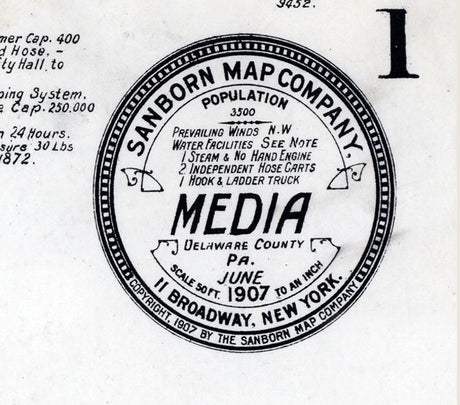 9452.
1
mer Cap. 400
d Hose. –
ty Hall, to
ping System.
e Cap. 250.000
n 24 Hours.
sure 30 Lbs
1872.
SANBORN MAP COMPANY,
POPULATION
3500
PREVAILING WINDS N.W
WATER FACILITIES SEE NOTE
1 STEAM & NO HAND ENGINE
2 INDEPENDENT HOSE CARTS
1 HOOK & LADDER TRUCK
MEDIA
DELAWARE COUNTY
PA.
JUNE
1907
SCALE 50 FT. TO AN INCH
11 BROADWAY, NEW YORK.
COPYRIGHT, 1907 BY THE SANBORN MAP COMPANY